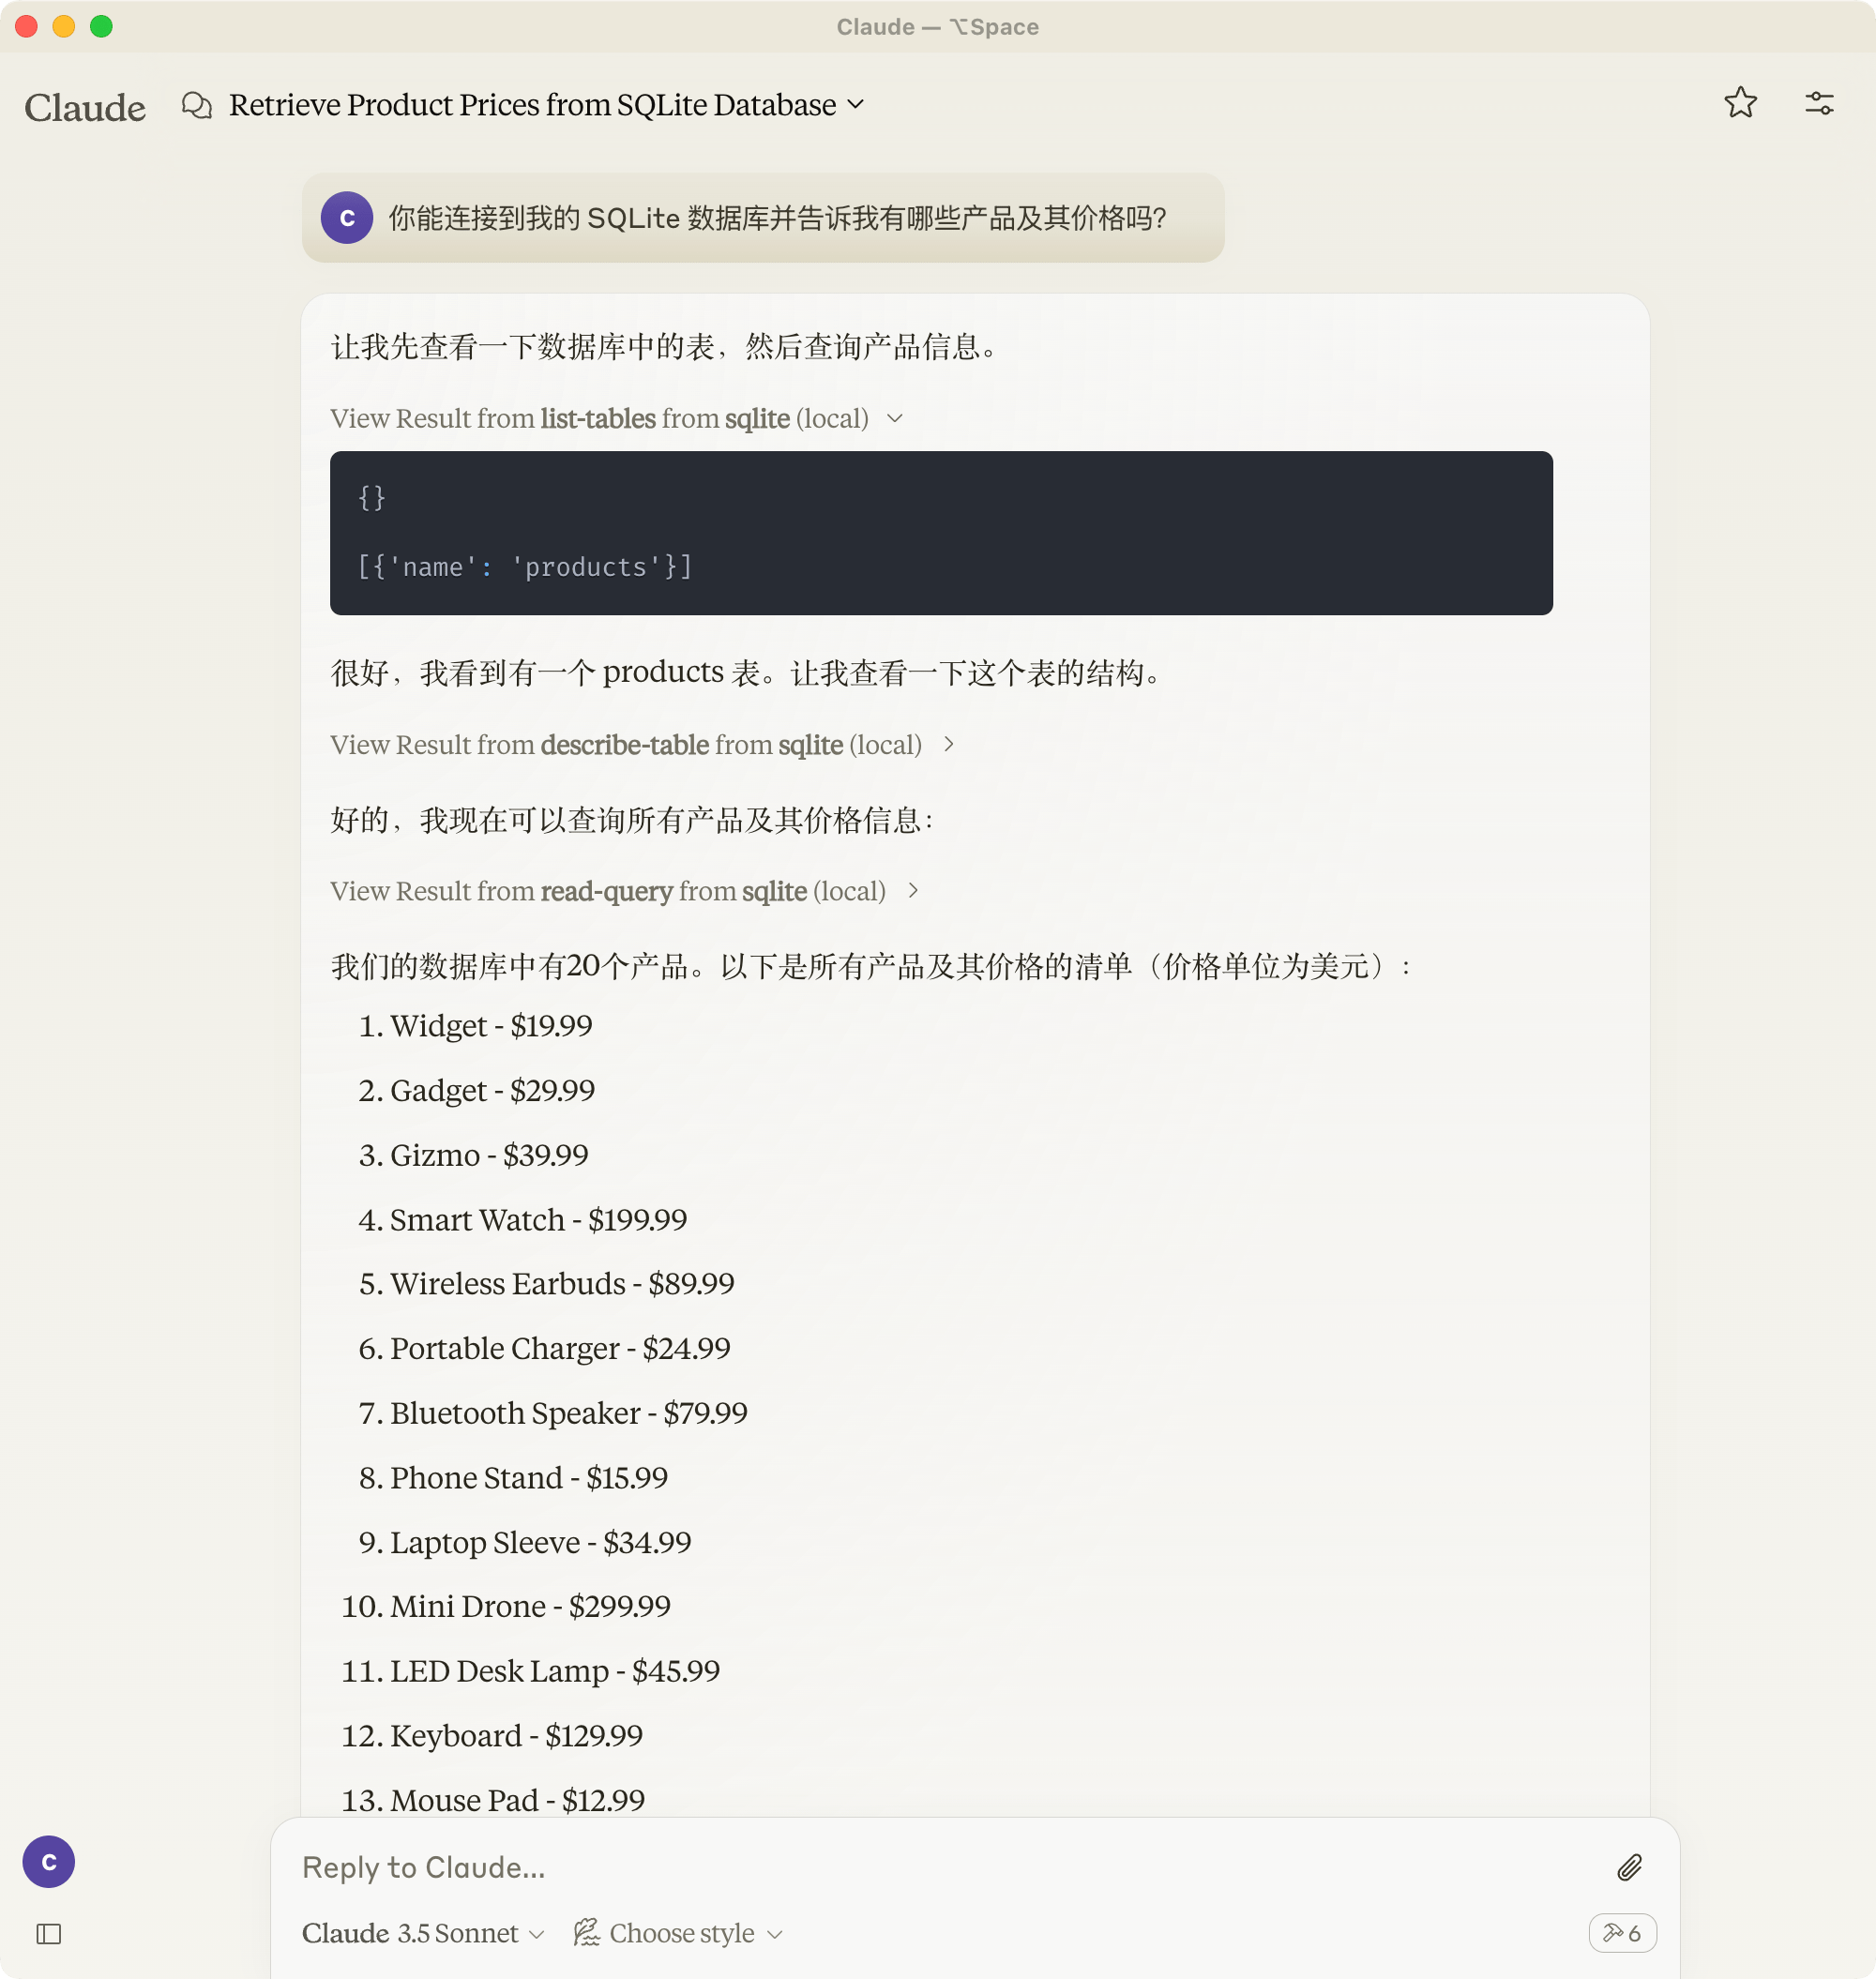 Claude — ⌥Space
Claude
Retrieve Product Prices from SQLite Database
C
你能连接到我的 SQLite 数据库并告诉我有哪些产品及其价格吗?
让我先查看一下数据库中的表，然后查询产品信息。
View Result from list-tables from sqlite (local)
{}
[{'name': 'products'}]
很好，我看到有一个 products 表。让我查看一下这个表的结构。
View Result from describe-table from sqlite (local)
好的，我现在可以查询所有产品及其价格信息：
View Result from read-query from sqlite (local)
我们的数据库中有20个产品。以下是所有产品及其价格的清单（价格单位为美元）：
1. Widget - $19.99
2. Gadget - $29.99
3. Gizmo - $39.99
4. Smart Watch - $199.99
5. Wireless Earbuds - $89.99
6. Portable Charger - $24.99
7. Bluetooth Speaker - $79.99
8. Phone Stand - $15.99
9. Laptop Sleeve - $34.99
10. Mini Drone - $299.99
11. LED Desk Lamp - $45.99
12. Keyboard - $129.99
13. Mouse Pad - $12.99
C
Reply to Claude...
Claude 3.5 Sonnet
Choose style
6